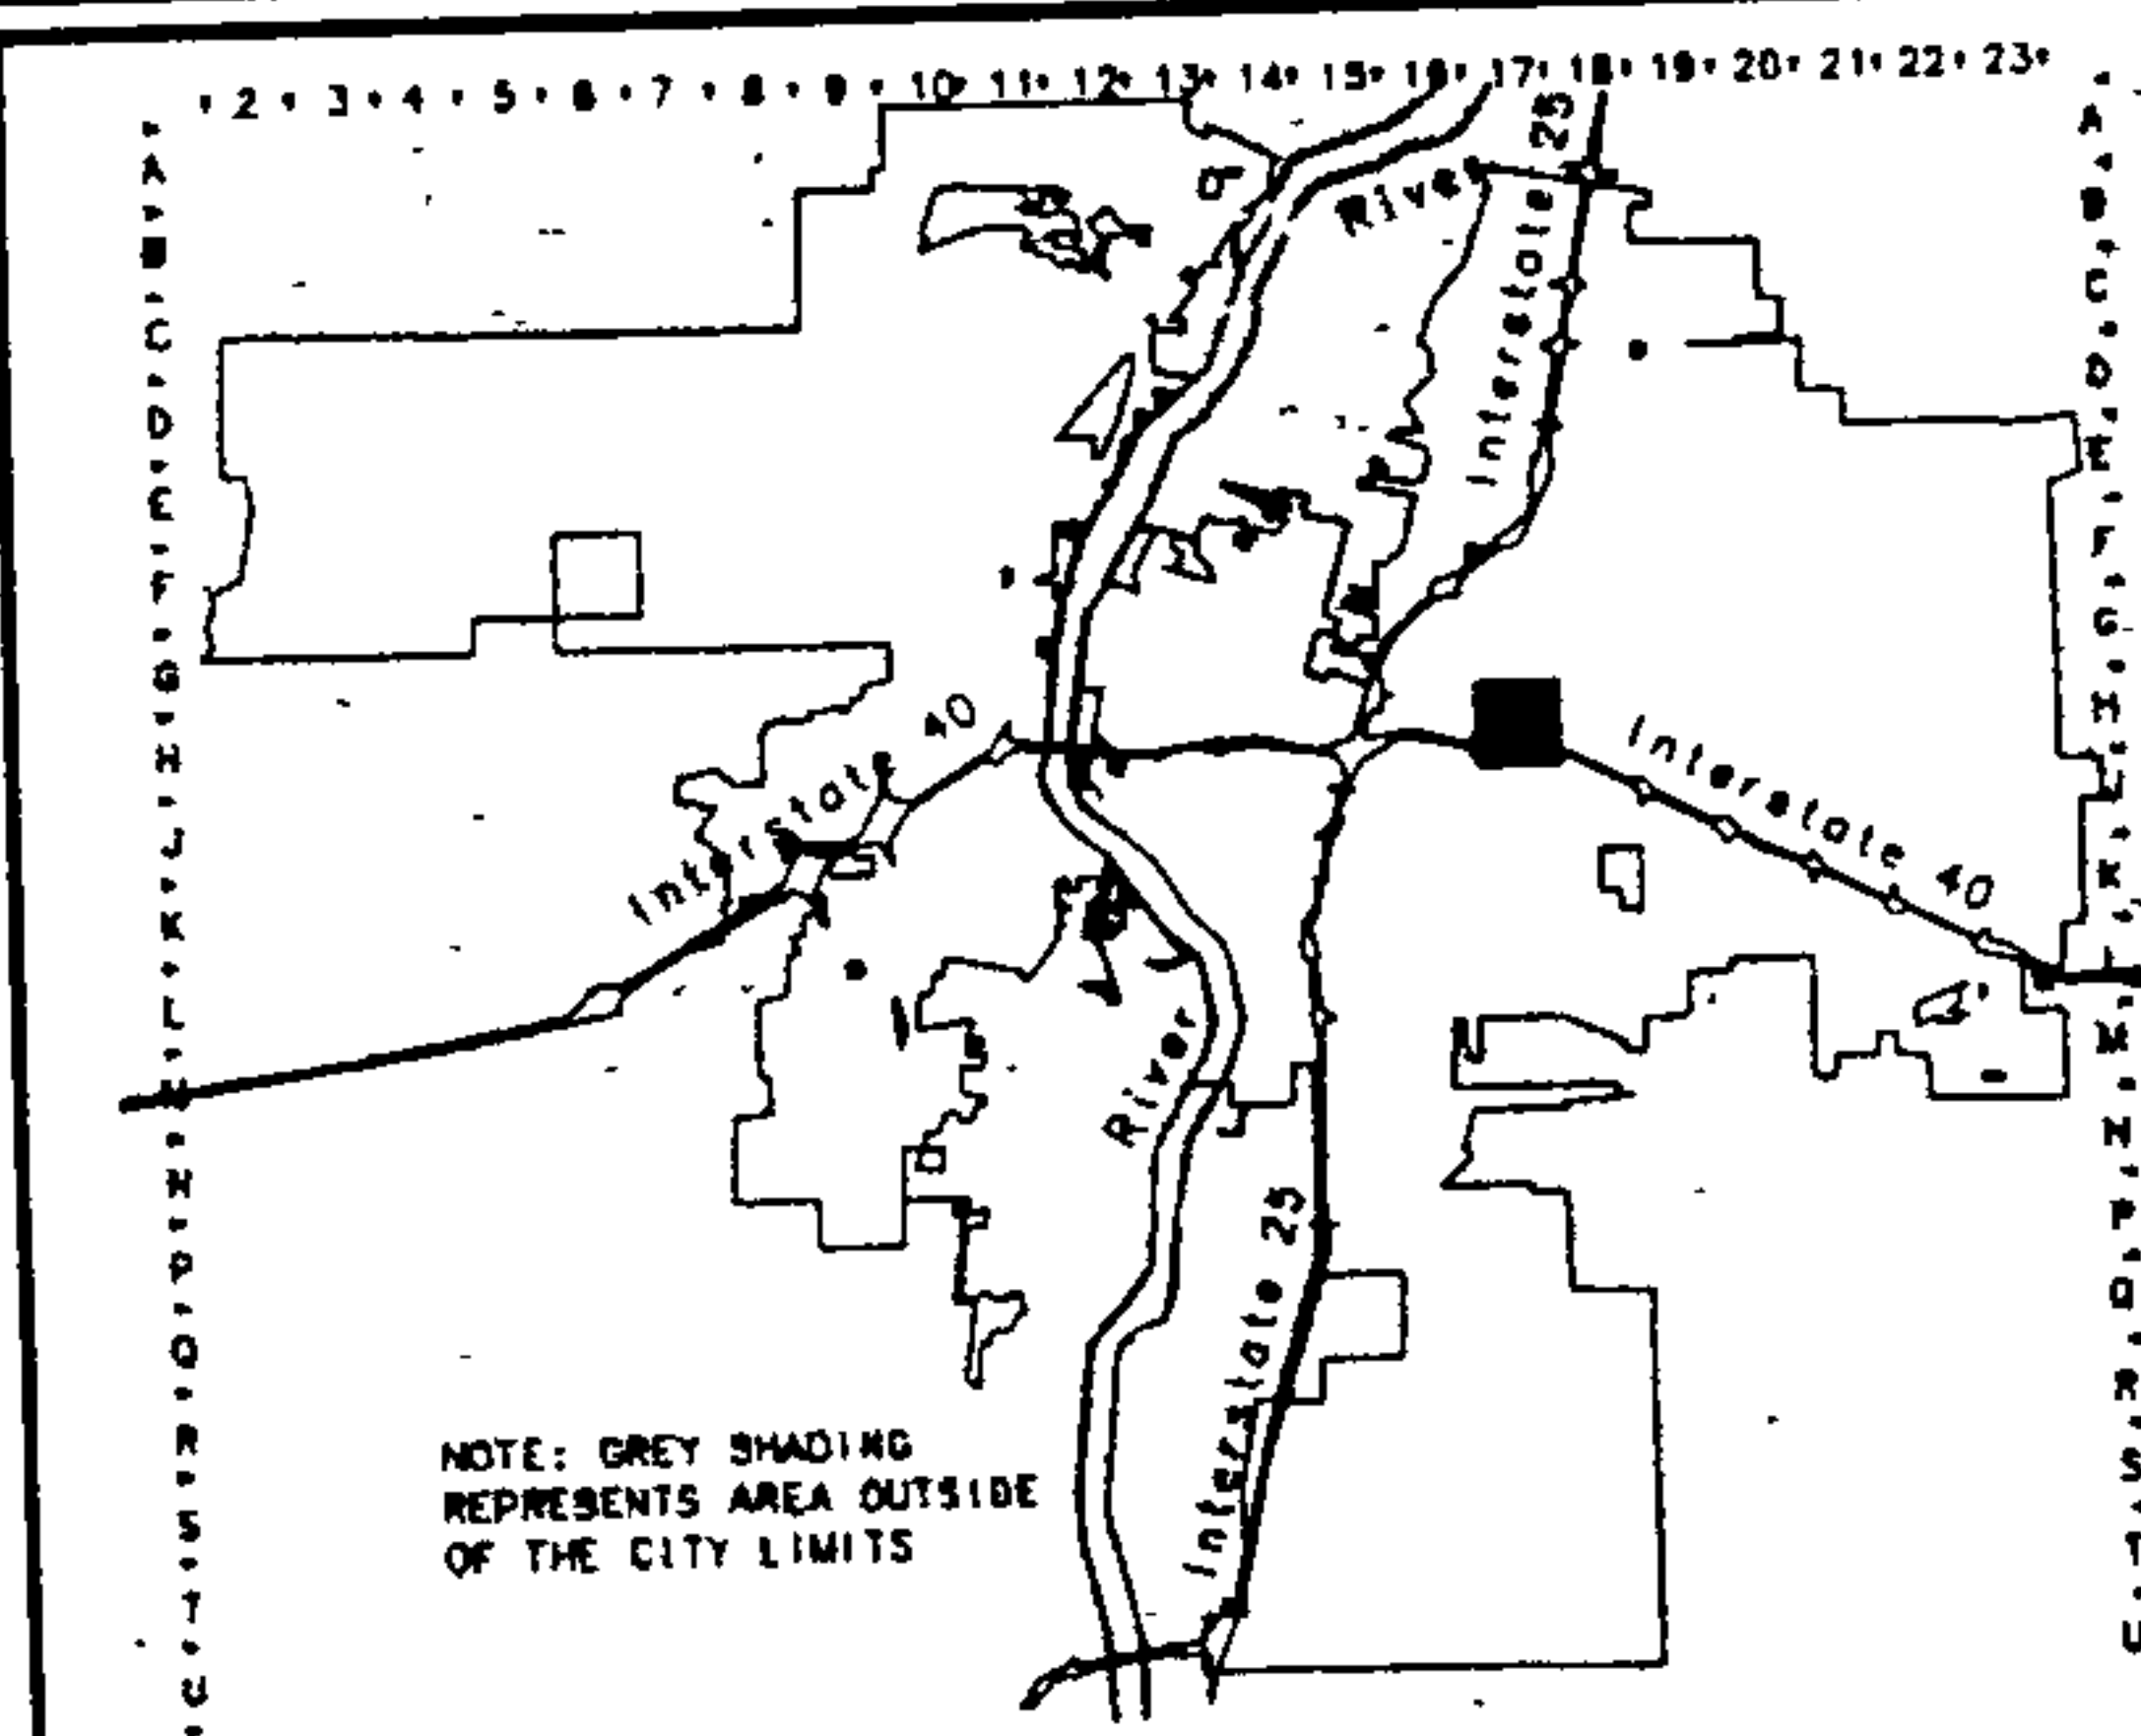 2 3 4 5 6 7 8 9 10 11 12 13 14 15 16 17 18 19 20 21 22 23
A
B
C
D
E
F
G
H
J
K
L
M
N
P
Q
R
S
T
U
River
Interstate 25
Interstate 40
Interstate 40
River
Interstate 25
NOTE: GREY SHADING
REPRESENTS AREA OUTSIDE
OF THE CITY LIMITS
A
B
C
D
E
F
G
H
J
K
L
M
N
P
Q
R
S
T
U